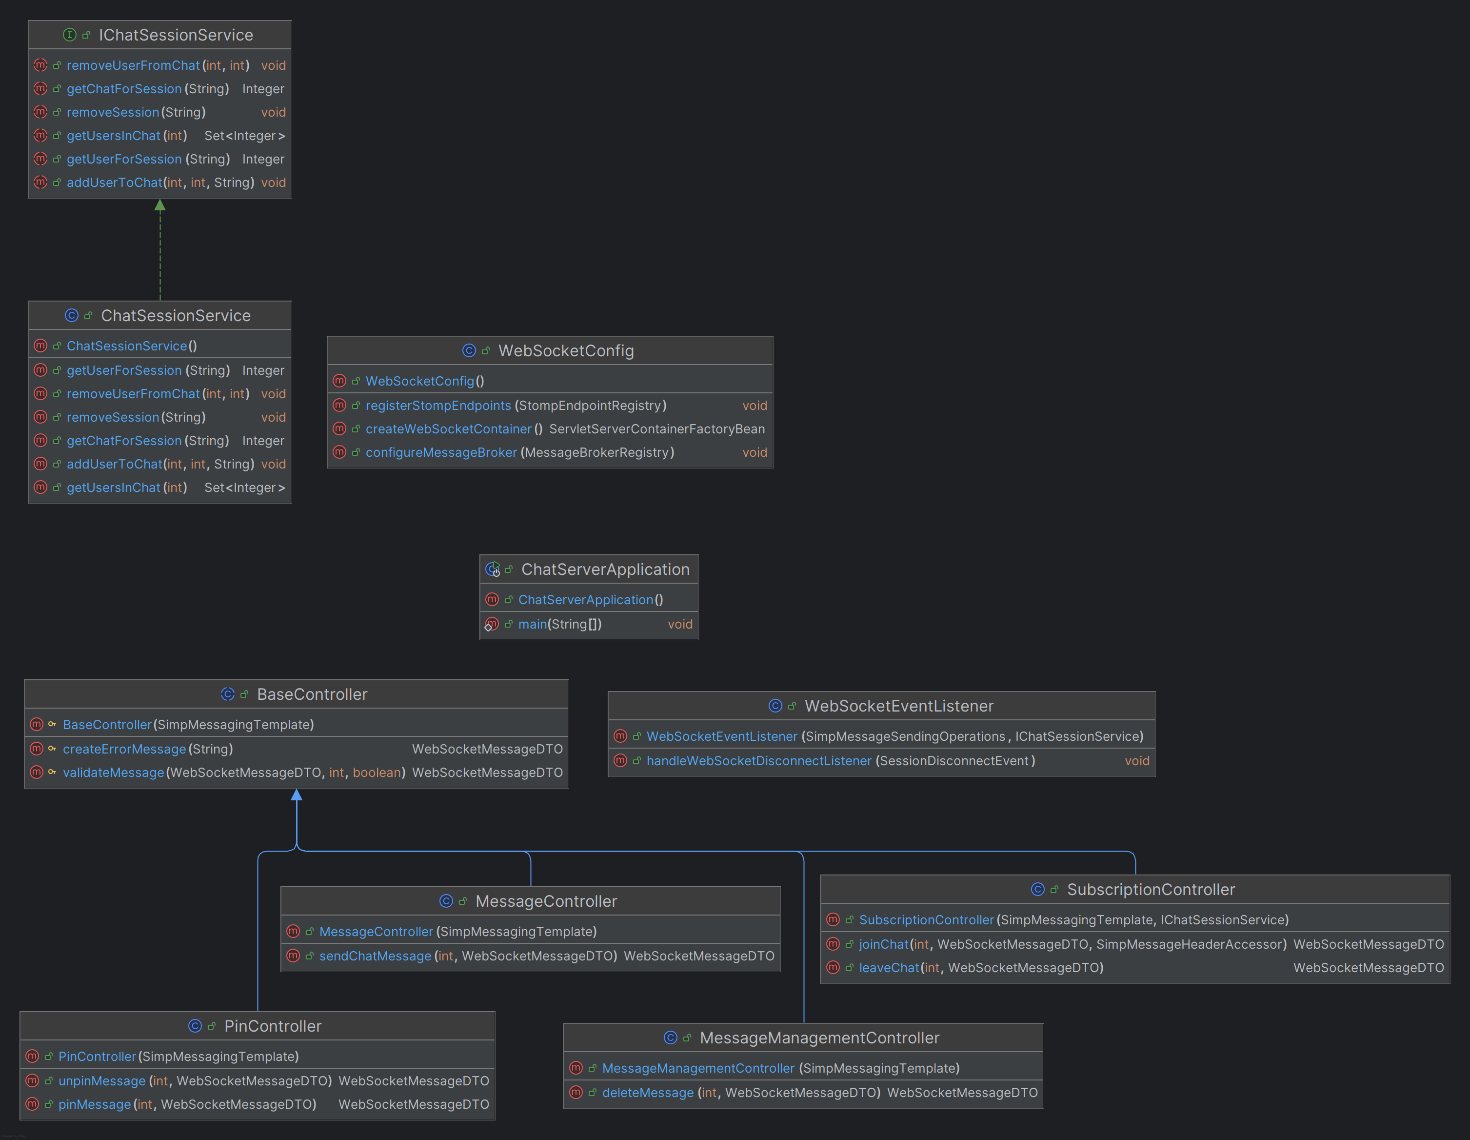 IChatSessionService
removeUserFromChat(int, int) void
getChatForSession(String) Integer
removeSession(String) void
getUsersInChat(int) Set<Integer>
getUserForSession(String) Integer
addUserToChat(int, int, String) void
ChatSessionService
ChatSessionService()
getUserForSession(String) Integer
removeUserFromChat(int, int) void
removeSession(String) void
getChatForSession(String) Integer
addUserToChat(int, int, String) void
getUsersInChat(int) Set<Integer>
WebSocketConfig
WebSocketConfig()
registerStompEndpoints(StompEndpointRegistry) void
createWebSocketContainer() ServletServerContainerFactoryBean
configureMessageBroker(MessageBrokerRegistry) void
ChatServerApplication
ChatServerApplication()
main(String[]) void
BaseController
BaseController(SimpMessagingTemplate)
createErrorMessage(String) WebSocketMessageDTO
validateMessage(WebSocketMessageDTO, int, boolean) WebSocketMessageDTO
WebSocketEventListener
WebSocketEventListener(SimpMessageSendingOperations, IChatSessionService)
handleWebSocketDisconnectListener(SessionDisconnectEvent) void
MessageController
MessageController(SimpMessagingTemplate)
sendChatMessage(int, WebSocketMessageDTO) WebSocketMessageDTO
SubscriptionController
SubscriptionController(SimpMessagingTemplate, IChatSessionService)
joinChat(int, WebSocketMessageDTO, SimpMessageHeaderAccessor) WebSocketMessageDTO
leaveChat(int, WebSocketMessageDTO) WebSocketMessageDTO
PinController
PinController(SimpMessagingTemplate)
unpinMessage(int, WebSocketMessageDTO) WebSocketMessageDTO
pinMessage(int, WebSocketMessageDTO) WebSocketMessageDTO
MessageManagementController
MessageManagementController(SimpMessagingTemplate)
deleteMessage(int, WebSocketMessageDTO) WebSocketMessageDTO